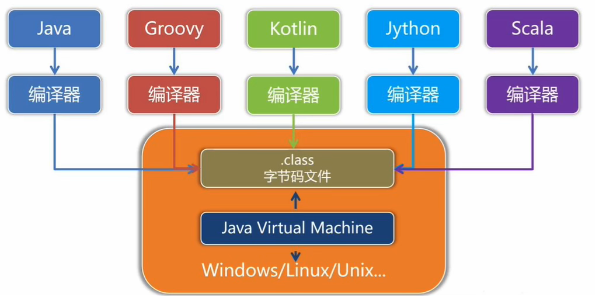 Java
Groovy
Kotlin
Jython
Scala
编译器
编译器
编译器
编译器
编译器
.class
字节码文件
Java Virtual Machine
Windows/Linux/Unix...